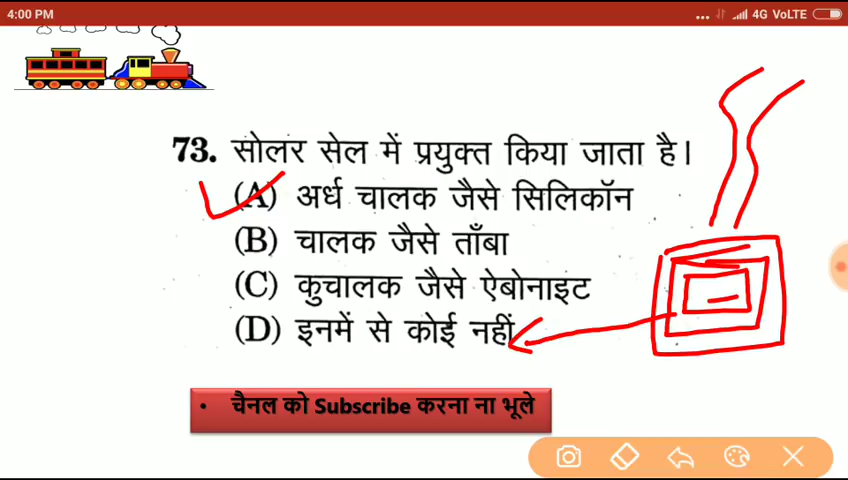 4:00 PM ... 4G VoLTE
73. सोलर सेल में प्रयुक्त किया जाता है।
(A) अर्ध चालक जैसे सिलिकॉन
(B) चालक जैसे ताँबा
(C) कुचालक जैसे ऐबोनाइट
(D) इनमें से कोई नहीं
• चैनल को Subscribe करना ना भूले